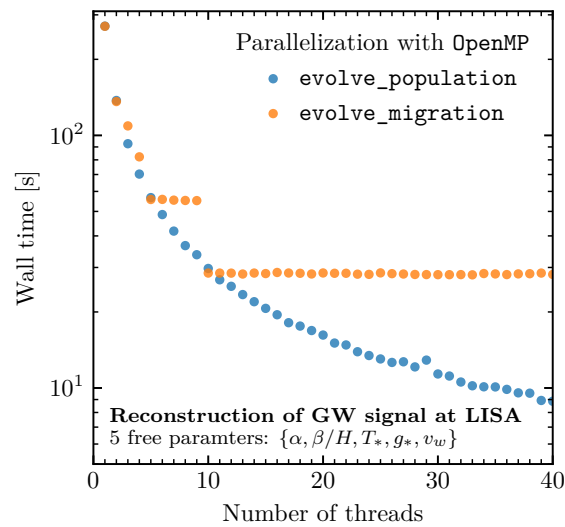 Parallelization with OpenMP
evolve_population
evolve_migration
Wall time [s]
10^2
10^1
Reconstruction of GW signal at LISA
5 free paramters: {α, β/H, T_*, g_*, v_w}
0 10 20 30 40
Number of threads